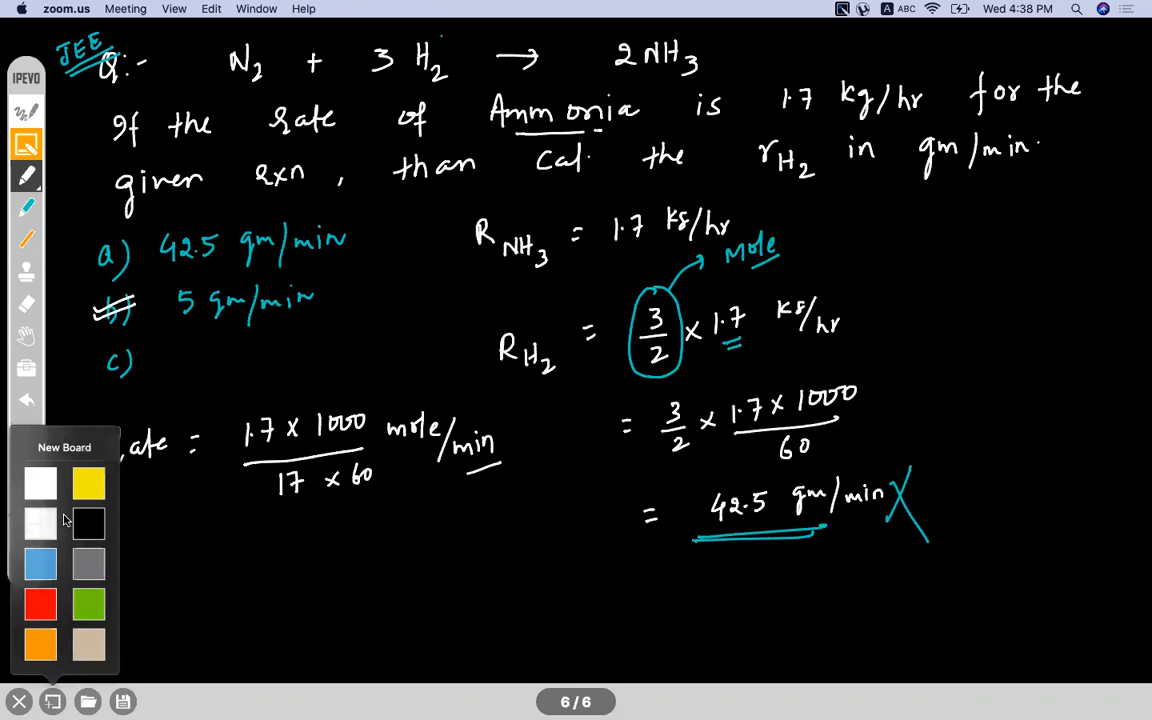 zoom.us Meeting View Edit Help
A ABC Wed 4:38 PM
JEE
IPEVO
Q:- N2 + 3 H2 → 2NH3
If the rate of Ammonia is 1.7 kg/hr for the
given rxn, than cal. the rH2 in gm/min.
a) 42.5 gm/min
b) 5 gm/min
c)
RNH3 = 1.7 kg/hr
mole
RH2 = 3/2 × 1.7 kg/hr
= 3/2 × 1.7 × 1000/60
= 42.5 gm/min X
ate = 1.7 × 1000/17 × 60 mole/min
New Board
6/6